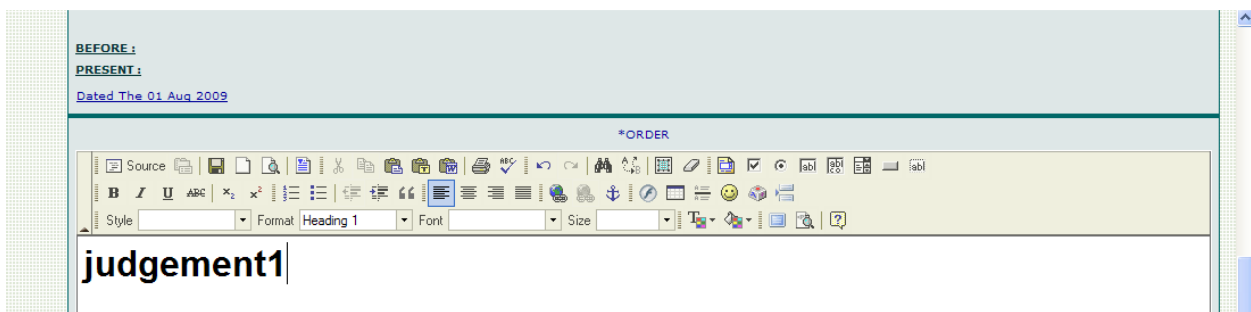 BEFORE :
PRESENT :
Dated The 01 Aug 2009
*ORDER
Source
B I U ABC x₂ x²
Style Format Heading 1 Font Size
judgement1